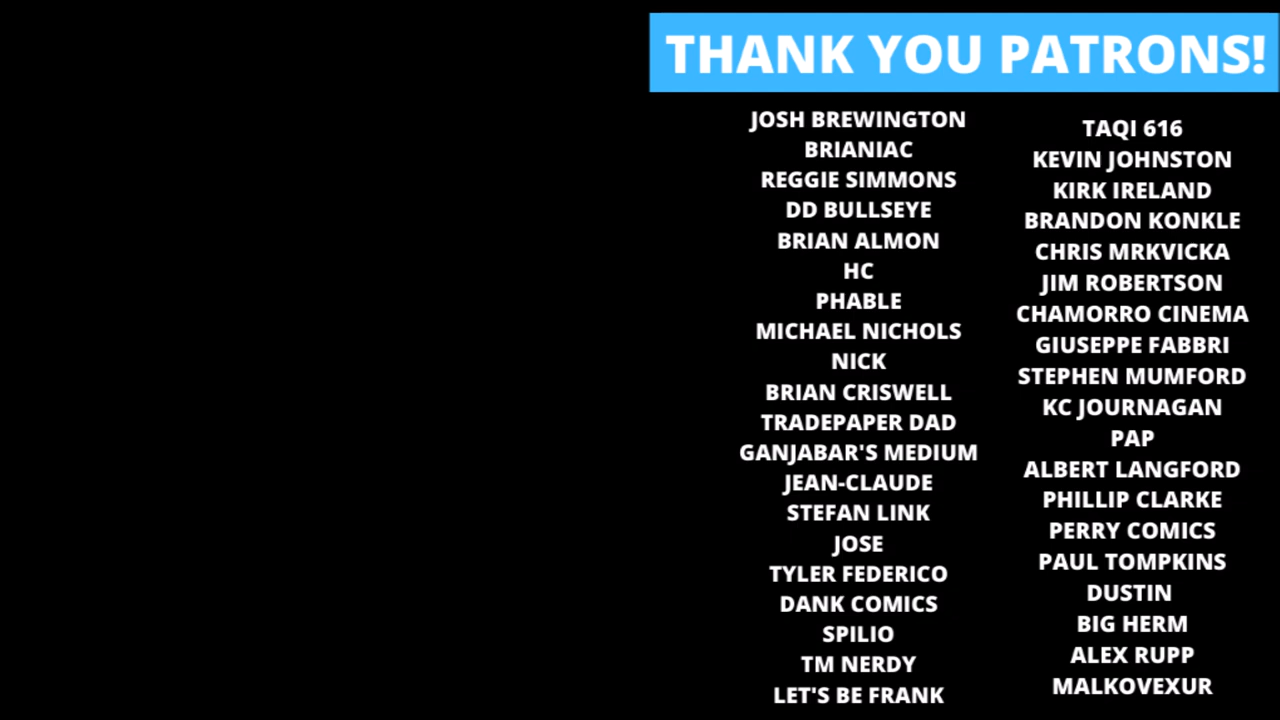 THANK YOU PATRONS!
JOSH BREWINGTON
BRIANIAC
REGGIE SIMMONS
DD BULLSEYE
BRIAN ALMON
HC
PHABLE
MICHAEL NICHOLS
NICK
BRIAN CRISWELL
TRADEPAPER DAD
GANJABAR'S MEDIUM
JEAN-CLAUDE
STEFAN LINK
JOSE
TYLER FEDERICO
DANK COMICS
SPILIO
TM NERDY
LET'S BE FRANK
TAQI 616
KEVIN JOHNSTON
KIRK IRELAND
BRANDON KONKLE
CHRIS MRKVICKA
JIM ROBERTSON
CHAMORRO CINEMA
GIUSEPPE FABBRI
STEPHEN MUMFORD
KC JOURNAGAN
PAP
ALBERT LANGFORD
PHILLIP CLARKE
PERRY COMICS
PAUL TOMPKINS
DUSTIN
BIG HERM
ALEX RUPP
MALKOVEXUR